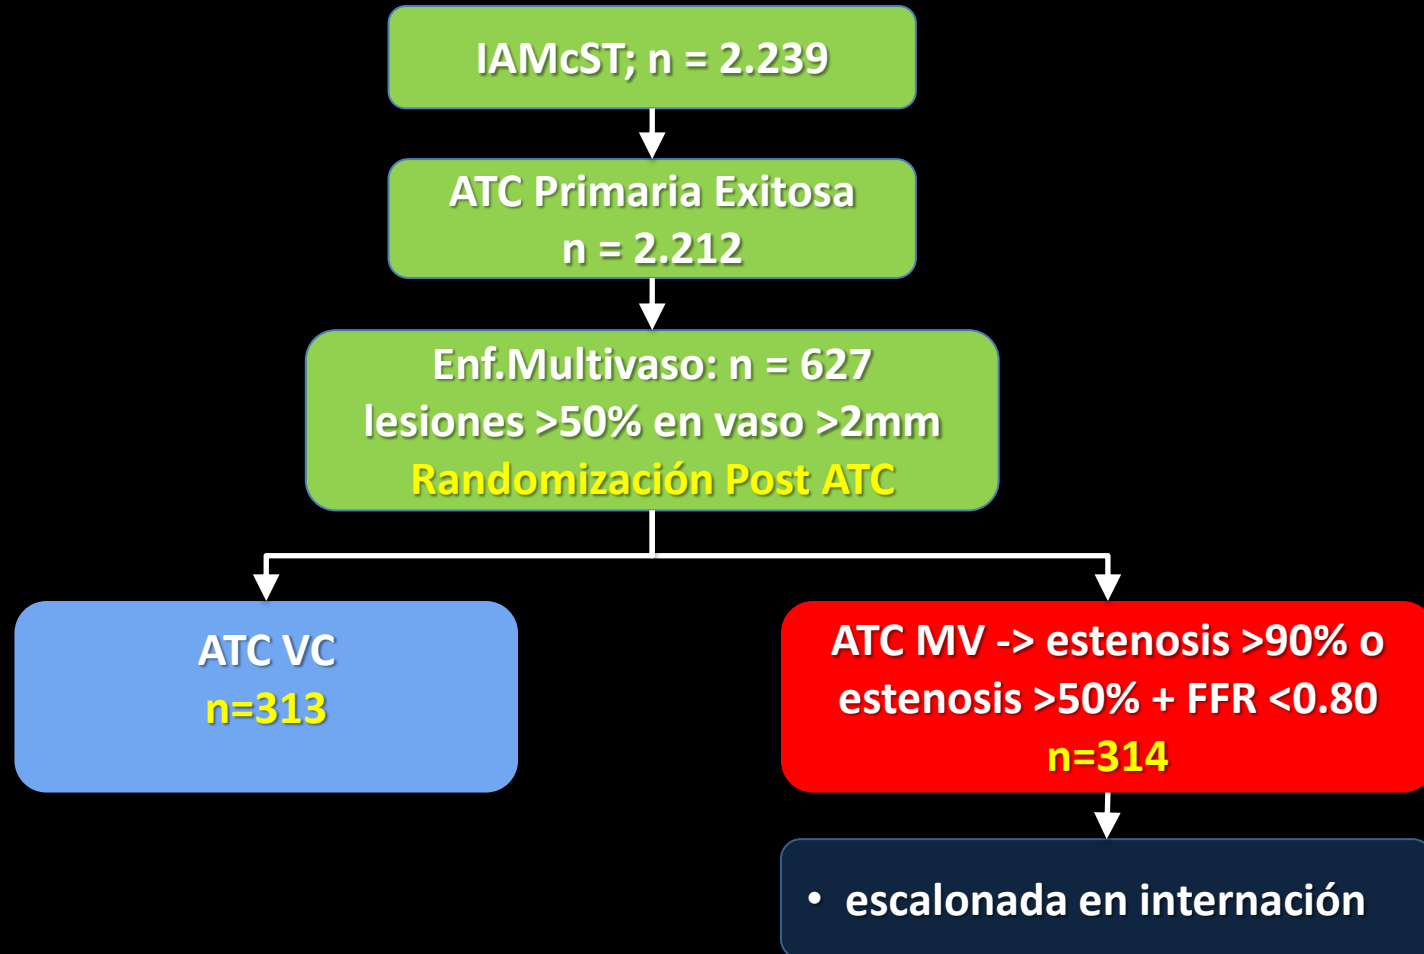 IAMcST; n = 2.239
ATC Primaria Exitosa
n = 2.212
Enf.Multivaso: n = 627
lesiones >50% en vaso >2mm
Randomización Post ATC
ATC VC
n=313
ATC MV -> estenosis >90% o
estenosis >50% + FFR <0.80
n=314
• escalonada en internación